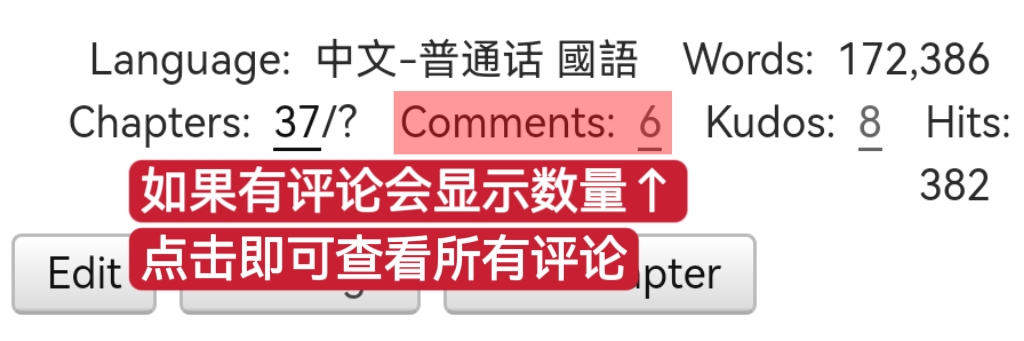 Language: 中文-普通话 國語 Words: 172,386
Chapters: 37/? Comments: 6 Kudos: 8 Hits:
382
如果有评论会显示数量↑
点击即可查看所有评论
Edit